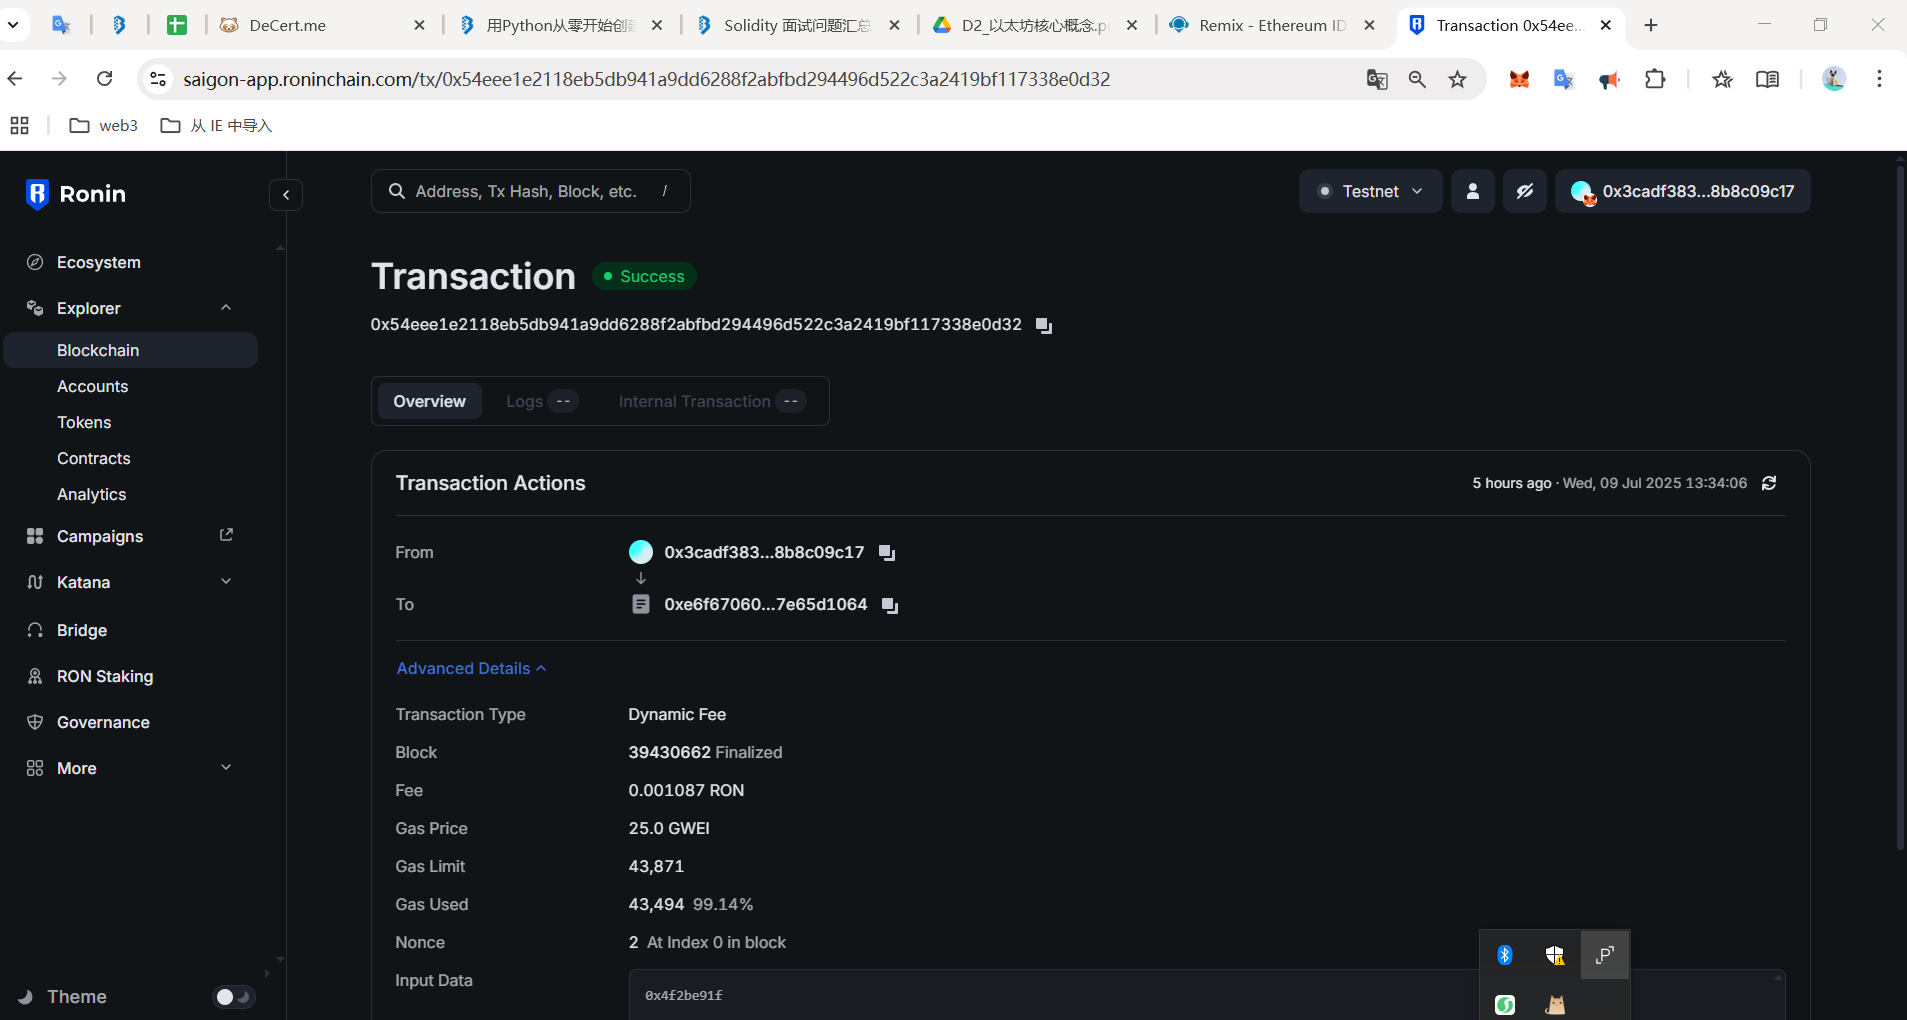 DeCert.me
用Python从零开始创建
Solidity 面试问题汇总
D2_以太坊核心概念.pd
Remix - Ethereum ID
Transaction 0x54ee...
saigon-app.roninchain.com/tx/0x54eee1e2118eb5db941a9dd6288f2abfbd294496d522c3a2419bf117338e0d32
web3
从 IE 中导入
Ronin
Address, Tx Hash, Block, etc. /
Testnet
0x3cadf383...8b8c09c17
Ecosystem
Explorer
Blockchain
Accounts
Tokens
Contracts
Analytics
Campaigns
Katana
Bridge
RON Staking
Governance
More
Theme
Transaction
Success
0x54eee1e2118eb5db941a9dd6288f2abfbd294496d522c3a2419bf117338e0d32
Overview
Logs --
Internal Transaction --
Transaction Actions
5 hours ago · Wed, 09 Jul 2025 13:34:06
From 0x3cadf383...8b8c09c17
To 0xe6f67060...7e65d1064
Advanced Details
Transaction Type Dynamic Fee
Block 39430662 Finalized
Fee 0.001087 RON
Gas Price 25.0 GWEI
Gas Limit 43,871
Gas Used 43,494 99.14%
Nonce 2 At Index 0 in block
Input Data
0x4f2be91f